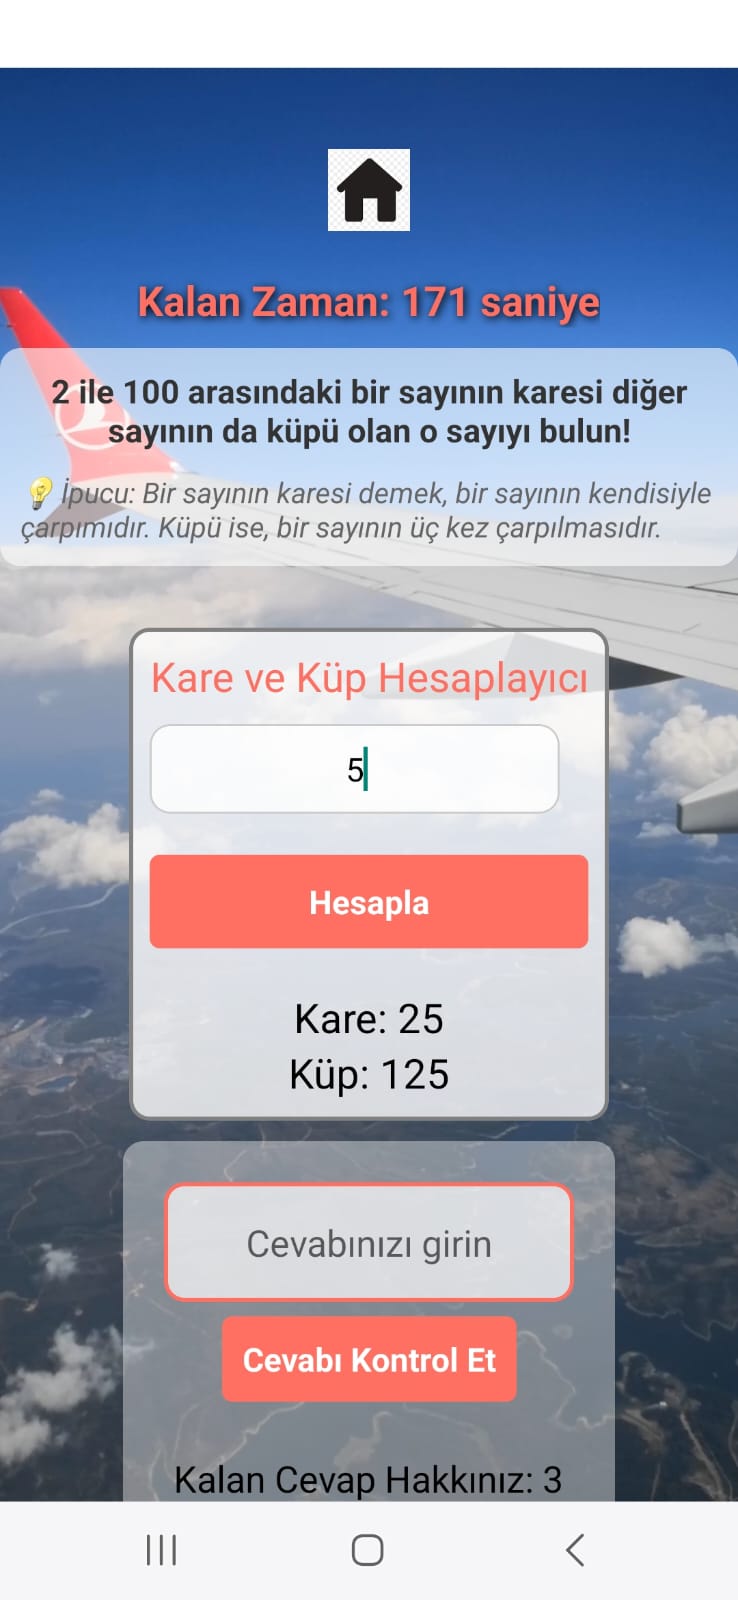 Kalan Zaman: 171 saniye
2 ile 100 arasındaki bir sayının karesi diğer
sayının da küpü olan o sayıyı bulun!
💡 İpucu: Bir sayının karesi demek, bir sayının kendisiyle
çarpımıdır. Küpü ise, bir sayının üç kez çarpılmasıdır.
Kare ve Küp Hesaplayıcı
5
Hesapla
Kare: 25
Küp: 125
Cevabınızı girin
Cevabı Kontrol Et
Kalan Cevap Hakkınız: 3